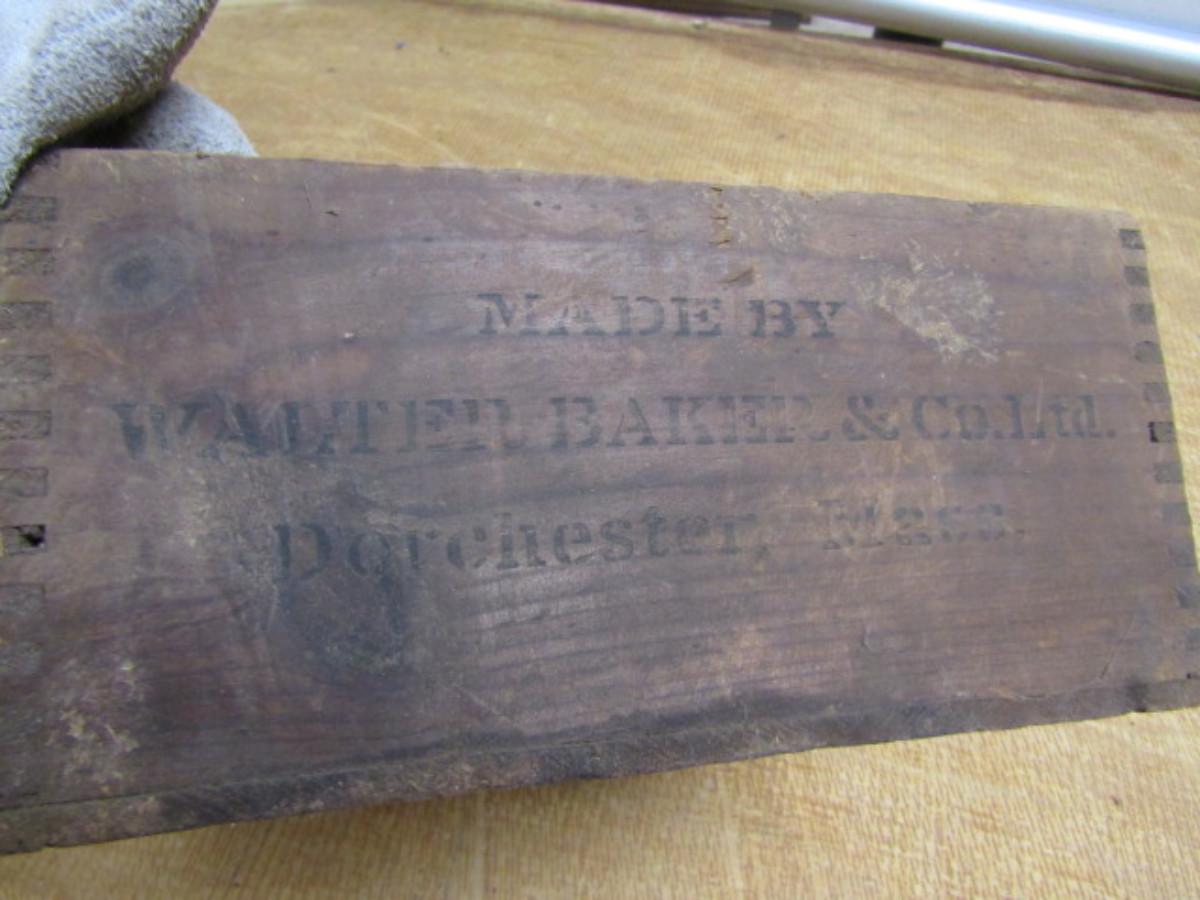 MADE BY
WALTER BAKER & Co. Ltd.
Dorchester, Mass.